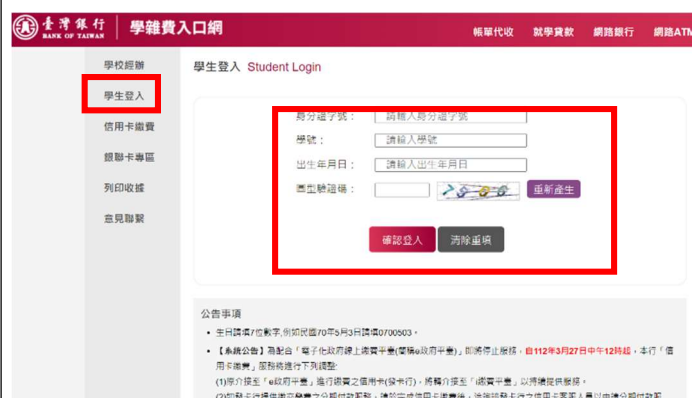 臺灣銀行 學雜費入口網
BANK OF TAIWAN
帳單代收 就學貸款 網路銀行 網路ATM
學校經辦
學生登入
信用卡繳費
銀聯卡專區
列印收據
意見聯繫
學生登入 Student Login
身分證字號： 請輸入身分證字號
學號： 請輸入學號
出生年月日： 請輸入出生年月日
圖型驗證碼： 重新產生
確認登入 清除重填
公告事項
• 生日請填7位數字,例如民國70年5月3日請填0700503。
• 【系統公告】為配合「電子化政府線上繳費平臺(簡稱e政府平臺)」即將停止服務，自112年3月27日中午12時起，本行「信
用卡繳費」服務將進行下列調整:
(1)原介接至「e政府平臺」進行繳費之信用卡(發卡行)，將轉介接至「i繳費平臺」以持續提供服務。